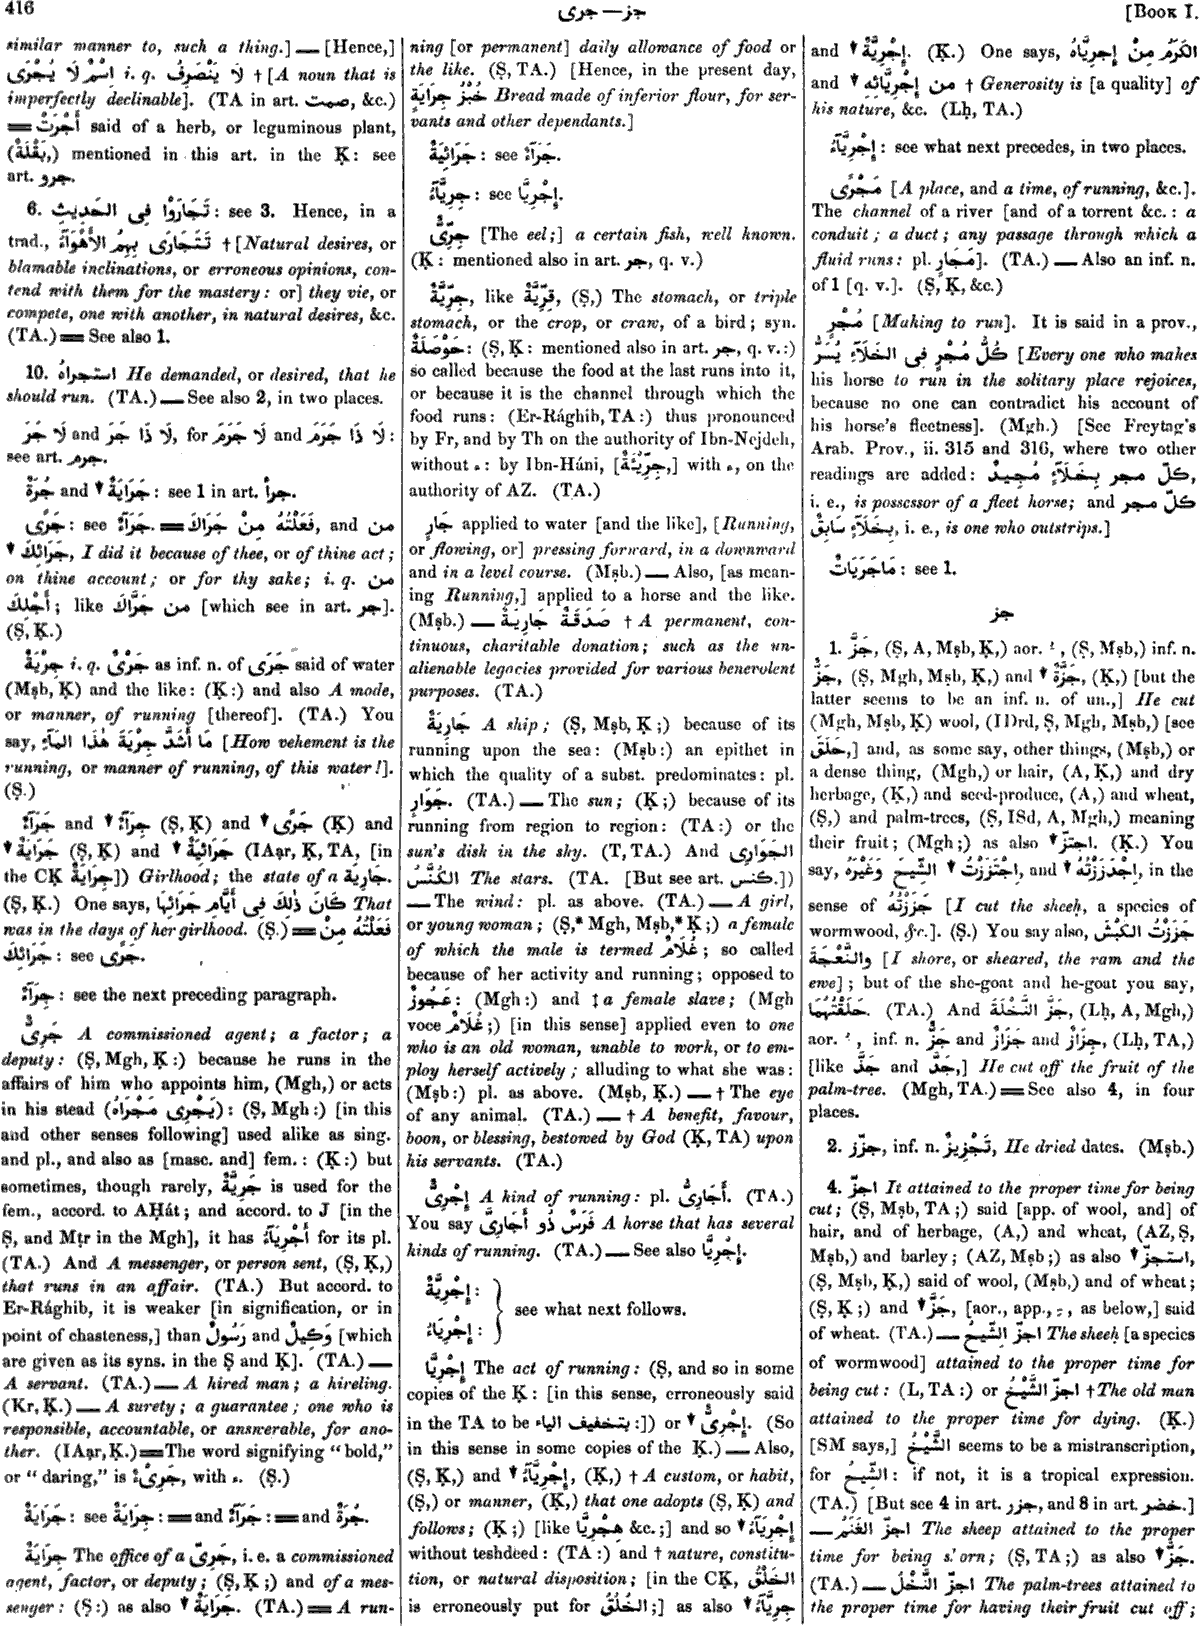 416
جز — جرى
[BOOK I.
similar manner to, such a thing.] — [Hence,]
اِسْمٌ لَا يُجْرَى i. q. لَا يَنْصَرِفُ † [A noun that is
imperfectly declinable]. (TA in art. صمت, &c.)
= أَجْرَتْ said of a herb, or leguminous plant,
(بَقْلَةٌ,) mentioned in this art. in the Ḳ: see
art. جرو.
6. تَجَارَوْا فِى الحَدِيثِ: see 3. Hence, in a
trad., تَتَجَارَى بِهِمُ الأَهْوَآءُ † [Natural desires, or
blamable inclinations, or erroneous opinions, con-
tend with them for the mastery: or] they vie, or
compete, one with another, in natural desires, &c.
(TA.) = See also 1.
10. استجراهُ He demanded, or desired, that he
should run. (TA.) — See also 2, in two places.
لَا جَرَ and لَا ذَا جَرَ, for لَا جَرَمَ and لَا ذَا جَرَمَ:
see art. جرم.
جُرَةٌ and ▼ جَرَايَةٌ: see 1 in art. جرأ.
جَرًى: see جَرَآءٌ. = فَعَلْتُهُ مِنْ جَرَاكَ, and من
▼ جَرَائِكَ, I did it because of thee, or of thine act;
on thine account; or for thy sake; i. q. من
أَجْلِكَ; like من جَرَّاكَ [which see in art. جر].
(Ṣ, Ḳ.)
جِرْيَةٌ i. q. جَرْىٌ as inf. n. of جَرَى said of water
(Mṣb, Ḳ) and the like: (Ḳ:) and also A mode,
or manner, of running [thereof]. (TA.) You
say, مَا أَشَدَّ جِرْيَةَ هٰذَا المَآءِ [How vehement is the
running, or manner of running, of this water!].
(Ṣ.)
جَرَآءٌ and ▼ جِرَآءٌ (Ṣ, Ḳ) and ▼ جَرًى (Ḳ) and
▼ جَرَايَةٌ (Ṣ, Ḳ) and ▼ جَرَائِيَةٌ (IAạr, Ḳ, TA, [in
the CḲ جِرَايَةٌ]) Girlhood; the state of a جَارِيَة.
(Ṣ, Ḳ.) One says, كَانَ ذٰلِكَ فِى أَيَّامِ جَرَائِهَا That
was in the days of her girlhood. (Ṣ.) = فَعَلْتُهُ مِنْ
جَرَائِكَ: see جَرًى.
جِرَآءٌ: see the next preceding paragraph.
جَرِىٌّ A commissioned agent; a factor; a
deputy: (Ṣ, Mgh, Ḳ:) because he runs in the
affairs of him who appoints him, (Mgh,) or acts
in his stead (يَجْرِى مَجْرَاهُ): (Ṣ, Mgh:) [in this
and other senses following] used alike as sing.
and pl., and also as [masc. and] fem.: (Ḳ:) but
sometimes, though rarely, جَرِيَّةٌ is used for the
fem., accord. to AḤát; and accord. to J [in the
Ṣ, and Mṭr in the Mgh], it has أَجْرِيَآءُ for its pl.
(TA.) And A messenger, or person sent, (Ṣ, Ḳ,)
that runs in an affair. (TA.) But accord. to
Er-Rághib, it is weaker [in signification, or in
point of chasteness,] than رَسُولٌ and وَكِيلٌ [which
are given as its syns. in the Ṣ and Ḳ]. (TA.) —
A servant. (TA.) — A hired man; a hireling.
(Kr, Ḳ.) — A surety; a guarantee; one who is
responsible, accountable, or answerable, for ano-
ther. (IAạr, Ḳ.) = The word signifying "bold,"
or "daring," is جَرِىْءٌ, with ء. (Ṣ.)
جَرَايَةٌ: see جَرَايَةٌ: = and جَرَآءٌ: = and جُرَةٌ.
جَرَايَةٌ The office of a جَرِىّ, i. e. a commissioned
agent, factor, or deputy; (Ṣ, Ḳ;) and of a mes-
senger: (Ṣ:) as also ▼ جَرَايَةٌ. (TA.) = A run-
ning [or permanent] daily allowance of food or
the like. (Ṣ, TA.) [Hence, in the present day,
خُبْزُ جِرَايَةٍ Bread made of inferior flour, for ser-
vants and other dependants.]
جَرَائِيَةٌ: see جَرَآءٌ.
جِرِيَّآءُ: see إِجْرِيَّا.
جِرِّىٌّ [The eel;] a certain fish, well known.
(Ḳ: mentioned also in art. جر, q. v.)
جِرِّيَّةٌ, like قِرِّيَّةٌ, (Ṣ,) The stomach, or triple
stomach, or the crop, or craw, of a bird; syn.
حَوْصَلَةٌ: (Ṣ, Ḳ: mentioned also in art. جر, q. v.:)
so called because the food at the last runs into it,
or because it is the channel through which the
food runs: (Er-Rághib, TA:) thus pronounced
by Fr, and by Th on the authority of Ibn-Nejdeh,
without ء: by Ibn-Háni, [جِرِّيْئَةٌ,] with ء, on the
authority of AZ. (TA.)
جَارٍ applied to water [and the like], [Running,
or flowing, or] pressing forward, in a downward
and in a level course. (Mṣb.) — Also, [as mean-
ing Running,] applied to a horse and the like.
(Mṣb.) — صَدَقَةٌ جَارِيَةٌ † A permanent, con-
tinuous, charitable donation; such as the un-
alienable legacies provided for various benevolent
purposes. (TA.)
جَارِيَةٌ A ship; (Ṣ, Mṣb, Ḳ;) because of its
running upon the sea: (Mṣb:) an epithet in
which the quality of a subst. predominates: pl.
جَوَارٍ. (TA.) — The sun; (Ḳ;) because of its
running from region to region: (TA:) or the
sun's disk in the sky. (T, TA.) And الجَوَارِى
الكُنَّسُ The stars. (TA. [But see art. كنس.])
— The wind: pl. as above. (TA.) — A girl,
or young woman; (Ṣ,* Mgh, Mṣb,* Ḳ;) a female
of which the male is termed غُلَامٌ; so called
because of her activity and running; opposed to
عَجُوزٌ: (Mgh:) and ‡ a female slave; (Mgh
voce غُلَامٌ;) [in this sense] applied even to one
who is an old woman, unable to work, or to em-
ploy herself actively; alluding to what she was:
(Mṣb:) pl. as above. (Mṣb, Ḳ.) — † The eye
of any animal. (TA.) — † A benefit, favour,
boon, or blessing, bestowed by God (Ḳ, TA) upon
his servants. (TA.)
إِجْرِىٌّ A kind of running: pl. أَجَارِىُّ. (TA.)
You say فَرَسٌ ذُو أَجَارِىَّ A horse that has several
kinds of running. (TA.) — See also إِجْرِيَّا.
إِجْرِيَّةٌ:
see what next follows.
إِجْرِيَآءُ:
إِجْرِيَّا The act of running: (Ṣ, and so in some
copies of the Ḳ: [in this sense, erroneously said
in the TA to be بتخفيف الياء:]) or ▼ إِجْرِىٌّ. (So
in this sense in some copies of the Ḳ.) — Also,
(Ṣ, Ḳ,) and ▼ إِجْرِيَّآءُ, (Ḳ,) † A custom, or habit,
(Ṣ,) or manner, (Ḳ,) that one adopts (Ṣ, Ḳ) and
follows; (Ḳ;) [like هِجْرِيَّا &c.;] and so ▼ إِجْرِيَآءُ
without teshdeed: (TA:) and † nature, constitu-
tion, or natural disposition; [in the CḲ, الخَلْقُ
is erroneously put for الخُلُقُ;] as also ▼ جِرِيَّآءُ
and ▼ إِجْرِيَّةٌ. (Ḳ.) One says, الكَرَمُ مِنْ إِجْرِيَّاهُ
and ▼ من إِجْرِيَّائِهِ † Generosity is [a quality] of
his nature, &c. (Lḥ, TA.)
إِجْرِيَّآءُ: see what next precedes, in two places.
مَجْرًى [A place, and a time, of running, &c.].
The channel of a river [and of a torrent &c.: a
conduit; a duct; any passage through which a
fluid runs: pl. مَجَارٍ]. (TA.) — Also an inf. n.
of 1 [q. v.]. (Ṣ, Ḳ, &c.)
مُجْرٍ [Making to run]. It is said in a prov.,
كُلُّ مُجْرٍ فِى الخَلَآءِ يُسَرُّ [Every one who makes
his horse to run in the solitary place rejoices,
because no one can contradict his account of
his horse's fleetness]. (Mgh.) [See Freytag's
Arab. Prov., ii. 315 and 316, where two other
readings are added: كلّ مجر بِخَلَآءٍ مُجِيدٌ,
i. e., is possessor of a fleet horse; and كلّ مجر
بِخَلَآءٍ سَابِقٌ, i. e., is one who outstrips.]
مَاجَرَيَاتٌ: see 1.
جز
1. جَزَّ, (Ṣ, A, Mṣb, Ḳ,) aor. ُ, (Ṣ, Mṣb,) inf. n.
جَزٌّ, (Ṣ, Mgh, Mṣb, Ḳ,) and ▼ جَزَّةٌ, (Ḳ,) [but the
latter seems to be an inf. n. of un.,] He cut
(Mgh, Mṣb, Ḳ) wool, (IDrd, Ṣ, Mgh, Mṣb,) [see
حَلَقَ,] and, as some say, other things, (Mṣb,) or
a dense thing, (Mgh,) or hair, (A, Ḳ,) and dry
herbage, (Ḳ,) and seed-produce, (A,) and wheat,
(Ṣ,) and palm-trees, (Ṣ, ISd, A, Mgh,) meaning
their fruit; (Mgh;) as also ▼ اجتزّ. (Ḳ.) You
say, ▼ اِجْتَزَزْتُ الشِّيحَ وَغَيْرَهُ, and ▼ اِجْدَزَزْتُهُ, in the
sense of جَزَزْتُهُ [I cut the sheeḥ, a species of
wormwood, &c.]. (Ṣ.) You say also, جَزَزْتُ الكَبْشَ
وَالنَّعْجَةَ [I shore, or sheared, the ram and the
ewe]; but of the she-goat and he-goat you say,
حَلَقْتُهُمَا. (TA.) And جَزَّ النَّخْلَةَ, (Lḥ, A, Mgh,)
aor. ُ, inf. n. جَزٌّ and جَزَازٌ and جِزَازٌ, (Lḥ, TA,)
[like جَدَّ and جَذَّ,] He cut off the fruit of the
palm-tree. (Mgh, TA.) = See also 4, in four
places.
2. جزّز, inf. n. تَجْزِيزٌ, He dried dates. (Mṣb.)
4. اجزّ It attained to the proper time for being
cut; (Ṣ, Mṣb, TA;) said [app. of wool, and] of
hair, and of herbage, (A,) and wheat, (AZ, Ṣ,
Mṣb,) and barley; (AZ, Mṣb;) as also ▼ استجزّ,
(Ṣ, Mṣb, Ḳ,) said of wool, (Mṣb,) and of wheat;
(Ṣ, Ḳ;) and ▼ جَزَّ, [aor., app., ِ, as below,] said
of wheat. (TA.) — اجزّ الشِّيحُ The sheeḥ [a species
of wormwood] attained to the proper time for
being cut: (L, TA:) or اجزّ الشَّيْخُ † The old man
attained to the proper time for dying. (Ḳ.)
[SM says,] الشَّيْخُ seems to be a mistranscription,
for الشِّيحُ: if not, it is a tropical expression.
(TA.) [But see 4 in art. جزر, and 8 in art. خضر.]
— اجزّ الغَنَمُ The sheep attained to the proper
time for being s.orn; (Ṣ, TA;) as also ▼ جَزَّ.
(TA.) — اجزّ النَّخْلُ The palm-trees attained to
the proper time for having their fruit cut off;